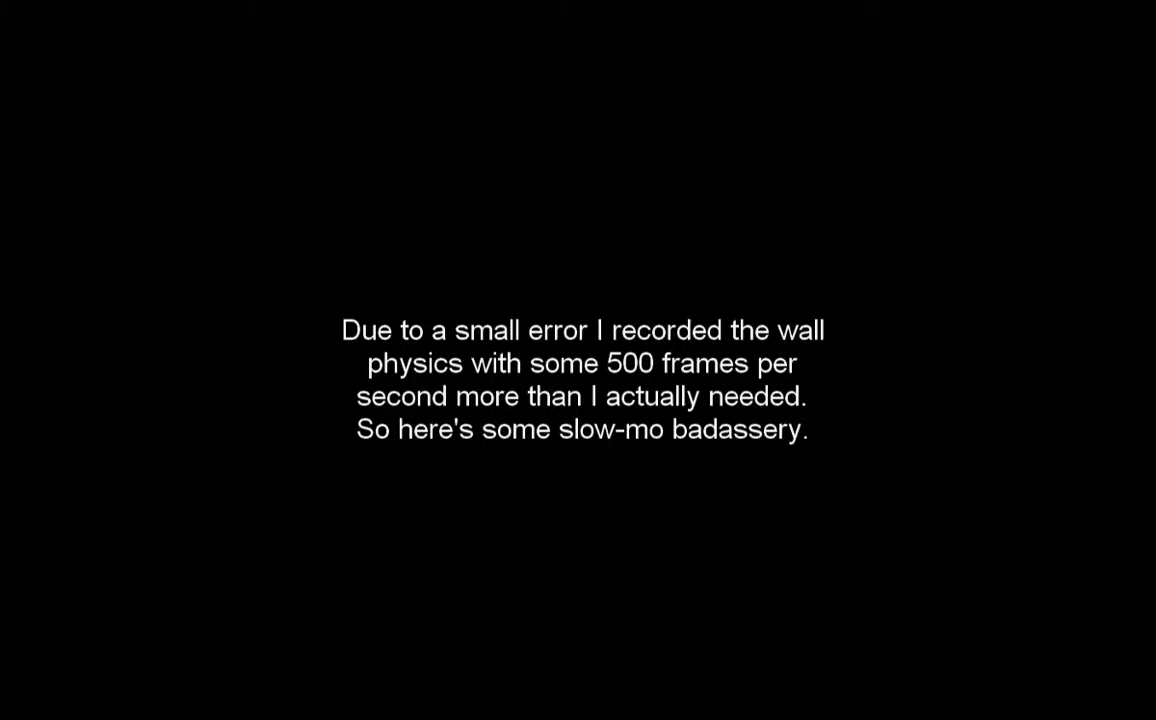 Due to a small error I recorded the wall
physics with some 500 frames per
second more than I actually needed.
So here's some slow-mo badassery.